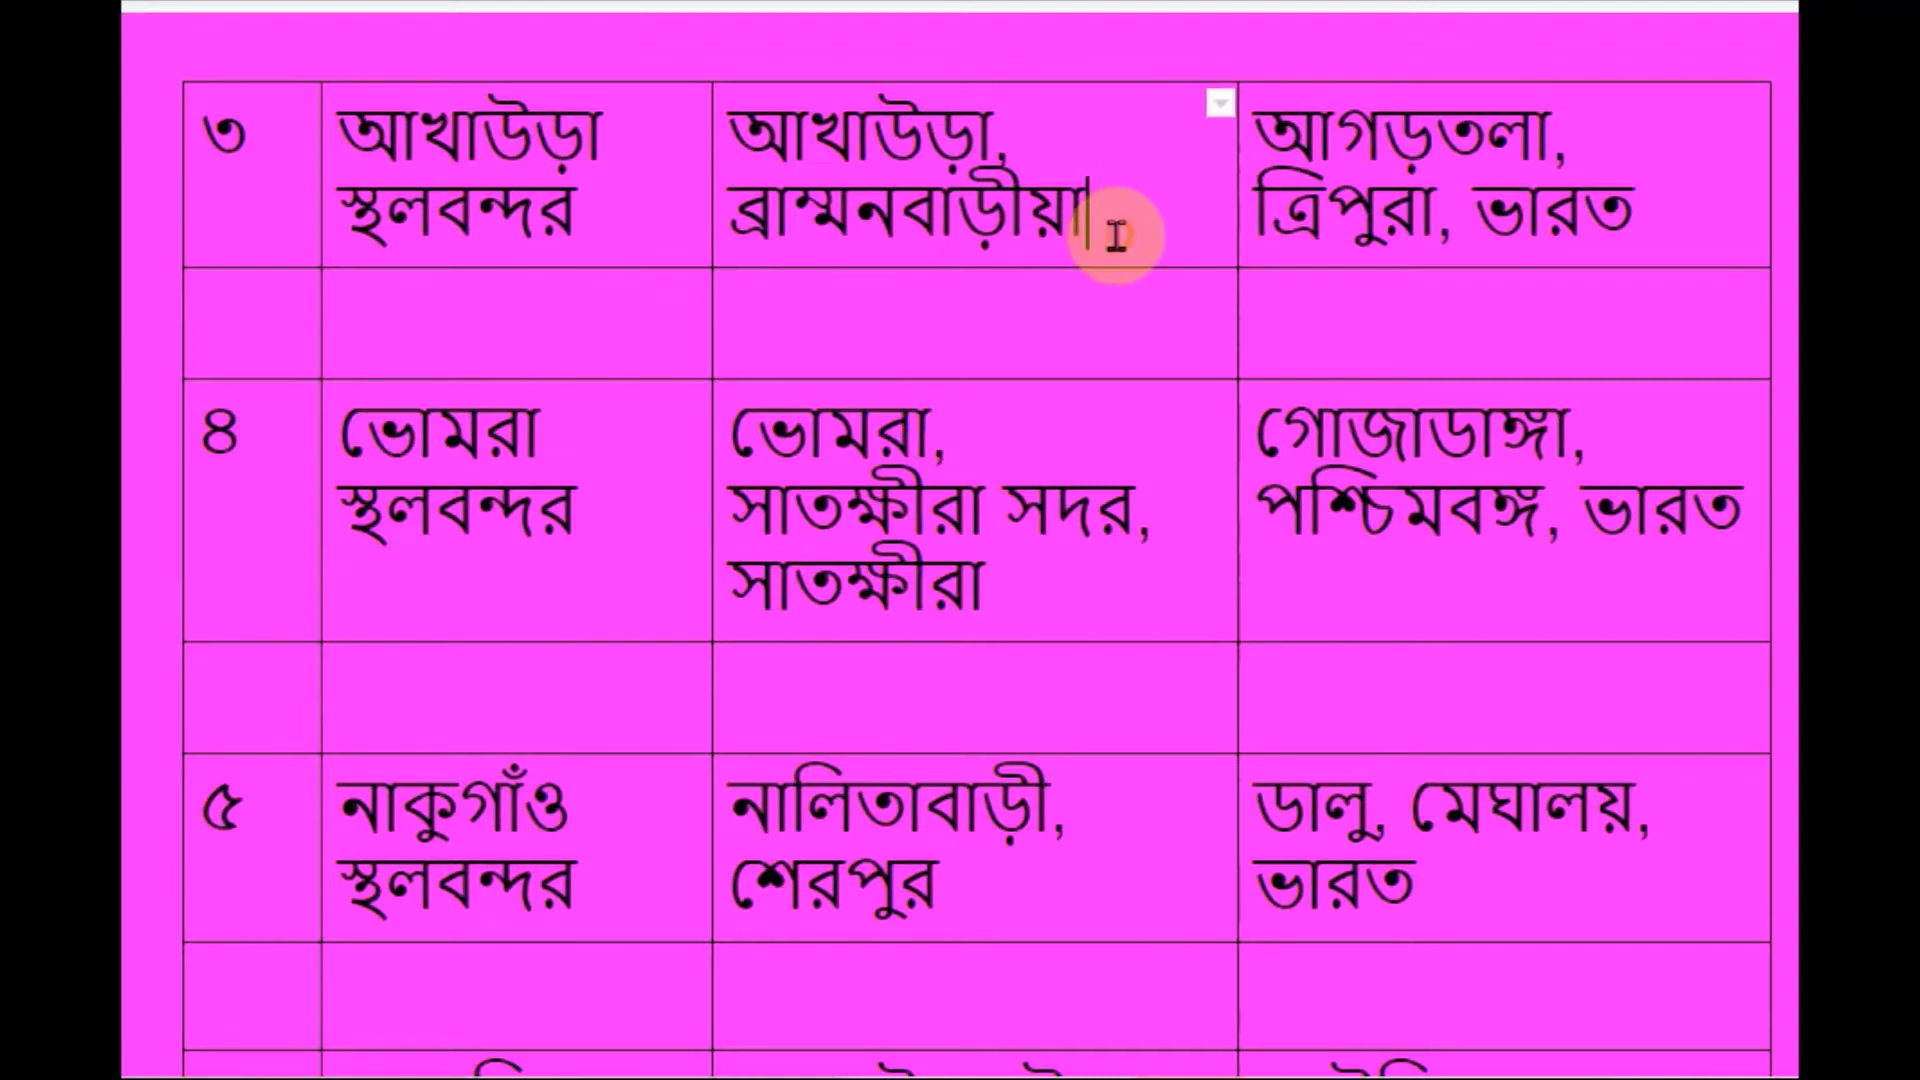 ৩
আখাউড়া
স্থলবন্দর
আখাউড়া,
ব্রাম্মনবাড়ীয়া
আগড়তলা,
ত্রিপুরা, ভারত
৪
ভোমরা
স্থলবন্দর
ভোমরা,
সাতক্ষীরা সদর,
সাতক্ষীরা
গোজাডাঙ্গা,
পশ্চিমবঙ্গ, ভারত
৫
নাকুগাঁও
স্থলবন্দর
নালিতাবাড়ী,
শেরপুর
ডালু, মেঘালয়,
ভারত